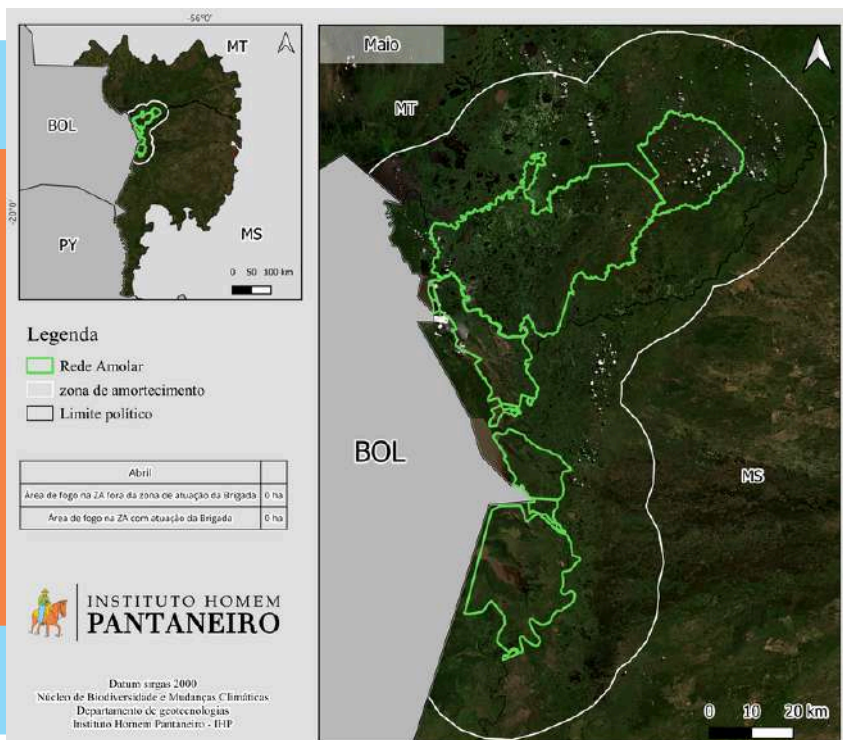 -56°0'
MT
BOL
-20°0'
PY
MS
0 50 100 km
Legenda
Rede Amolar
zona de amortecimento
Limite político
Abril
Área de fogo na ZA fora da zona de atuação da Brigada 0 ha
Área de fogo na ZA com atuação da Brigada 0 ha
INSTITUTO HOMEM
PANTANEIRO
Datum sirgas 2000
Núcleo de Biodiversidade e Mudanças Climáticas
Departamento de geotecnologias
Instituto Homem Pantaneiro - IHP
Maio
MT
BOL
MS
0 10 20 km